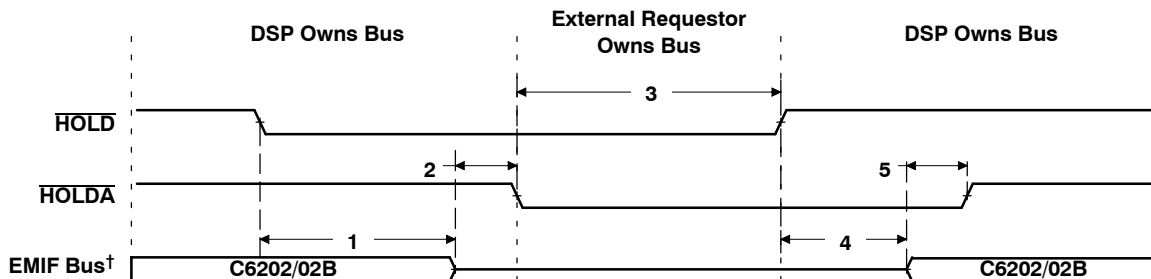 DSP Owns Bus
External Requestor
Owns Bus
DSP Owns Bus
3
HOLD
2
5
HOLDA
1
4
EMIF Bus†
C6202/02B
C6202/02B